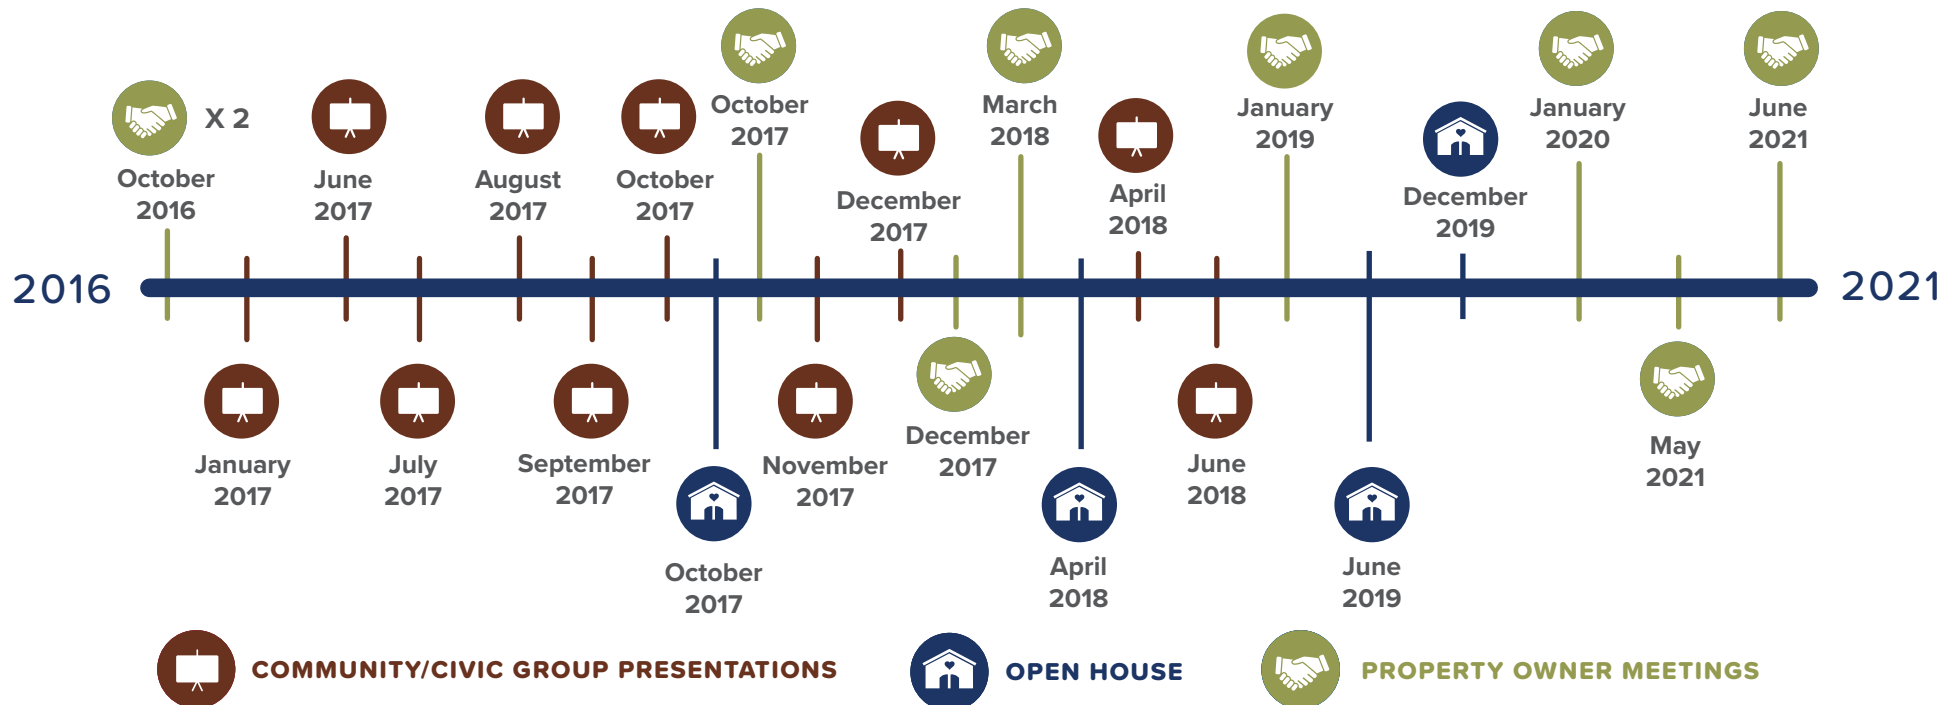 October
2017
March
2018
January
2019
January
2020
June
2021
X 2
October
2016
June
2017
August
2017
October
2017
December
2017
April
2018
December
2019
2016
2021
January
2017
July
2017
September
2017
November
2017
December
2017
June
2018
May
2021
October
2017
April
2018
June
2019
COMMUNITY/CIVIC GROUP PRESENTATIONS
OPEN HOUSE
PROPERTY OWNER MEETINGS